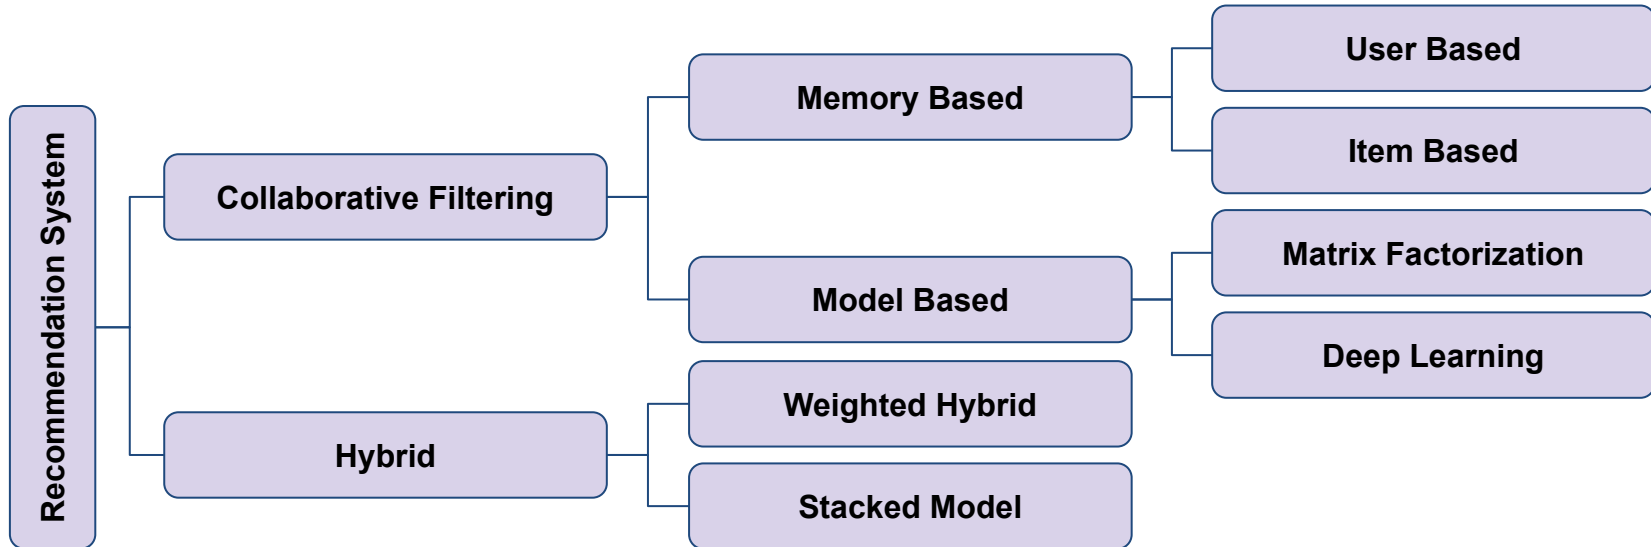 Recommendation System
Collaborative Filtering
Memory Based
User Based
Item Based
Model Based
Matrix Factorization
Deep Learning
Hybrid
Weighted Hybrid
Stacked Model